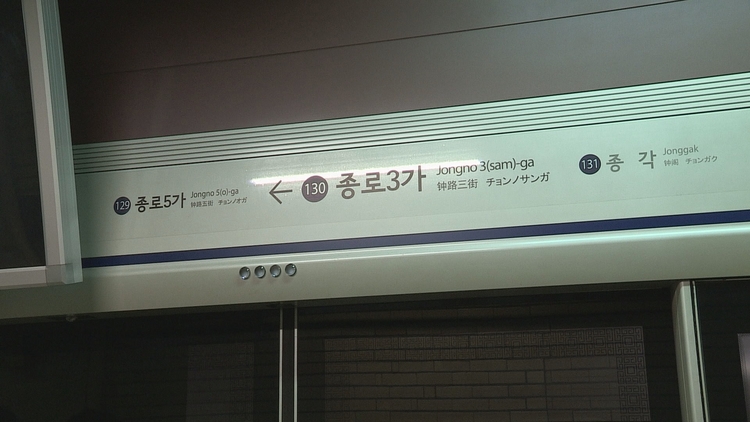 129 종로5가 Jongno 5(o)-ga
钟路五街 チョンノオガ
← 130 종로3가 Jongno 3(sam)-ga
钟路三街 チョンノサンガ
131 종 각 Jonggak
钟阁 チョンガク